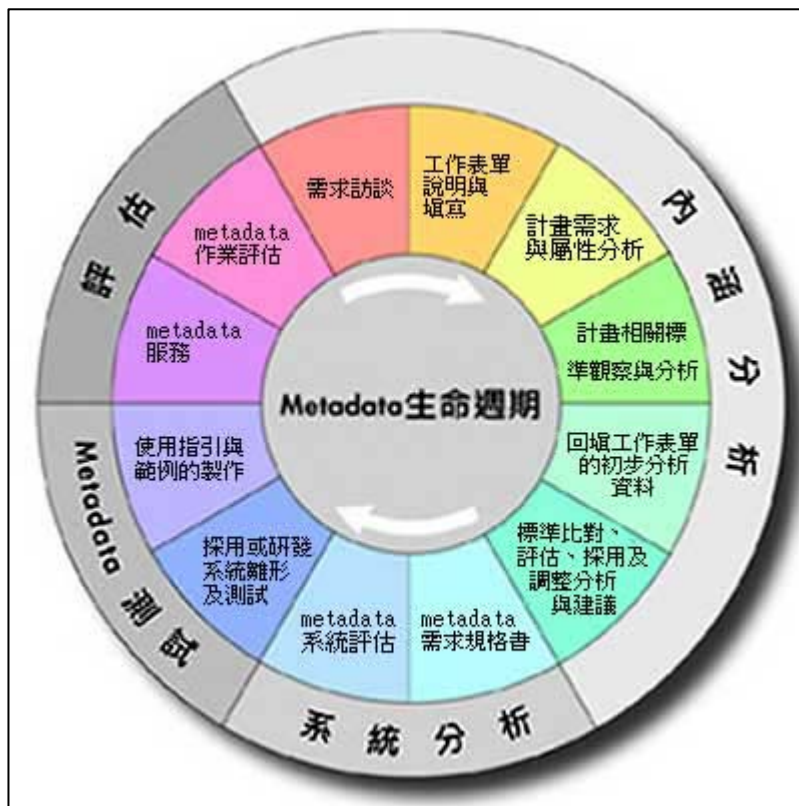 Metadata生命週期
內涵分析
需求訪談
工作表單
說明與
填寫
計畫需求
與屬性分析
計畫相關標
準觀察與分析
回填工作表單
的初步分析
資料
標準比對、
評估、採用及
調整分析
與建議
系統分析
metadata
需求規格書
metadata
系統評估
Metadata 測試
採用或研發
系統雛形
及測試
使用指引與
範例的製作
評估
metadata
服務
metadata
作業評估